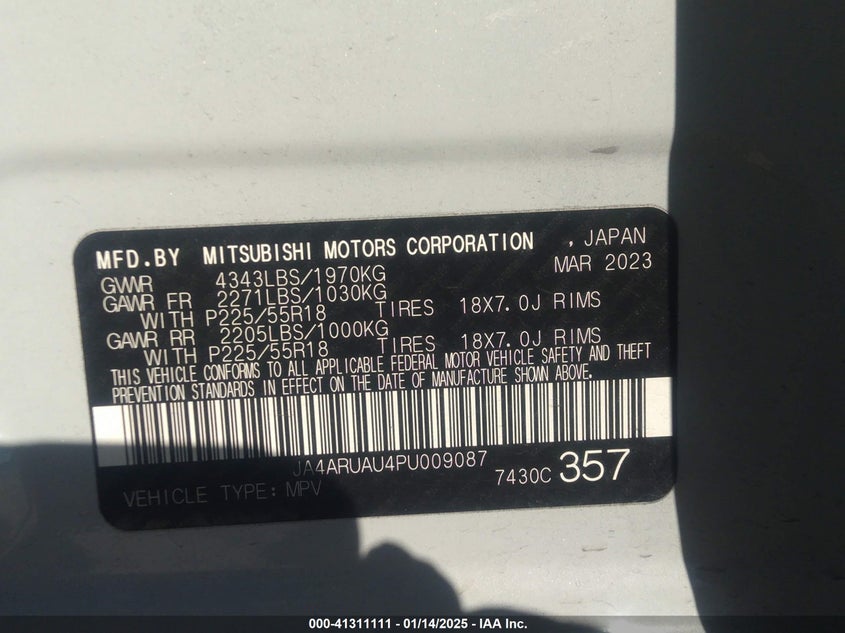 MFD.BY MITSUBISHI MOTORS CORPORATION , JAPAN
MAR 2023
GVWR 4343LBS/1970KG
GAWR FR 2271LBS/1030KG
WITH P225/55R18 TIRES 18X7.0J RIMS
GAWR RR 2205LBS/1000KG
WITH P225/55R18 TIRES 18X7.0J RIMS
THIS VEHICLE CONFORMS TO ALL APPLICABLE FEDERAL MOTOR VEHICLE SAFETY AND THEFT
PREVENTION STANDARDS IN EFFECT ON THE DATE OF MANUFACTURE SHOWN ABOVE.
JA4ARUAU4PU009087
7430C 357
VEHICLE TYPE: MPV
000-41311111 - 01/14/2025 - IAA Inc.